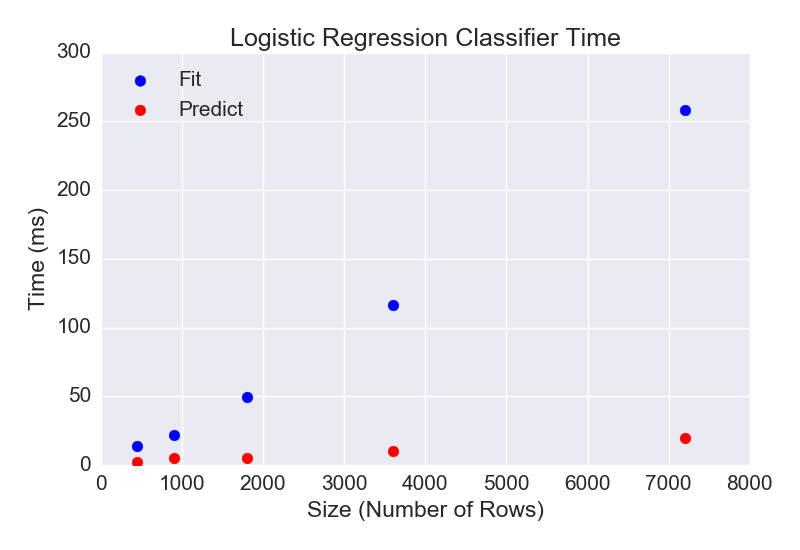 Logistic Regression Classifier Time
300
250
200
150
100
50
0
Time (ms)
Fit
Predict
0 1000 2000 3000 4000 5000 6000 7000 8000
Size (Number of Rows)